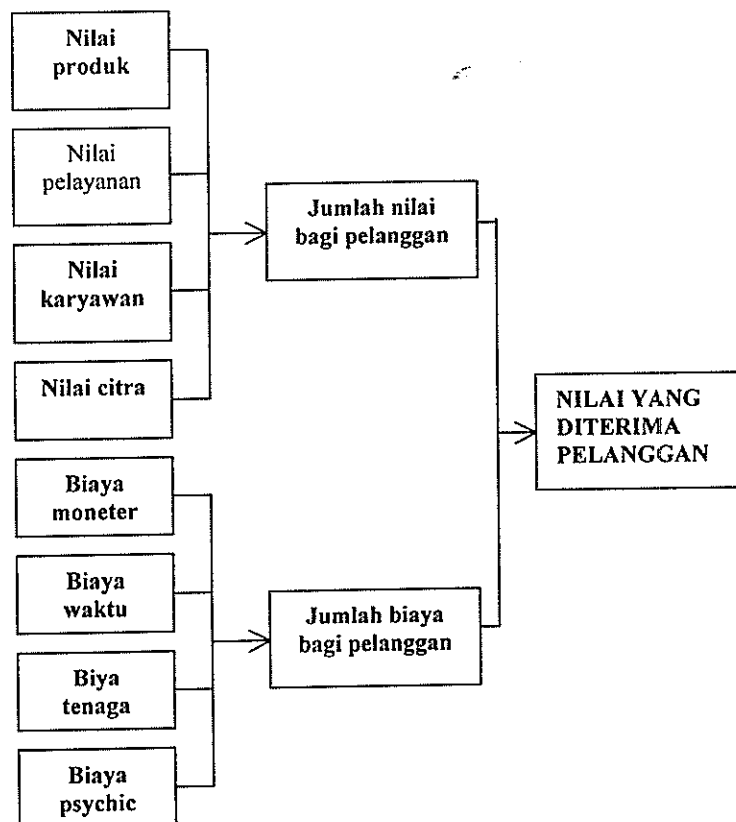 Nilai
produk
Nilai
pelayanan
Nilai
karyawan
Nilai citra
Biaya
moneter
Biaya
waktu
Biya
tenaga
Biaya
psychic
Jumlah nilai
bagi pelanggan
Jumlah biaya
bagi pelanggan
NILAI YANG
DITERIMA
PELANGGAN